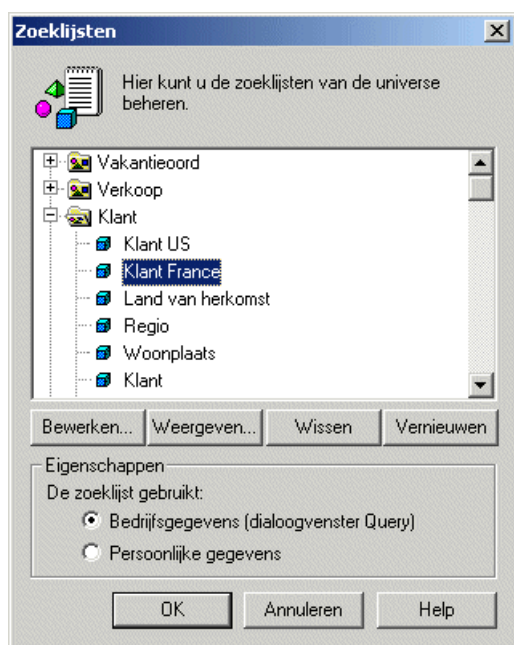 Zoeklijsten
Hier kunt u de zoeklijsten van de universe
beheren.
Vakantieoord
Verkoop
Klant
Klant US
Klant France
Land van herkomst
Regio
Woonplaats
Klant
Bewerken... Weergeven... Wissen Vernieuwen
Eigenschappen
De zoeklijst gebruikt:
Bedrijfsgegevens (dialoogvenster Query)
Persoonlijke gegevens
OK Annuleren Help